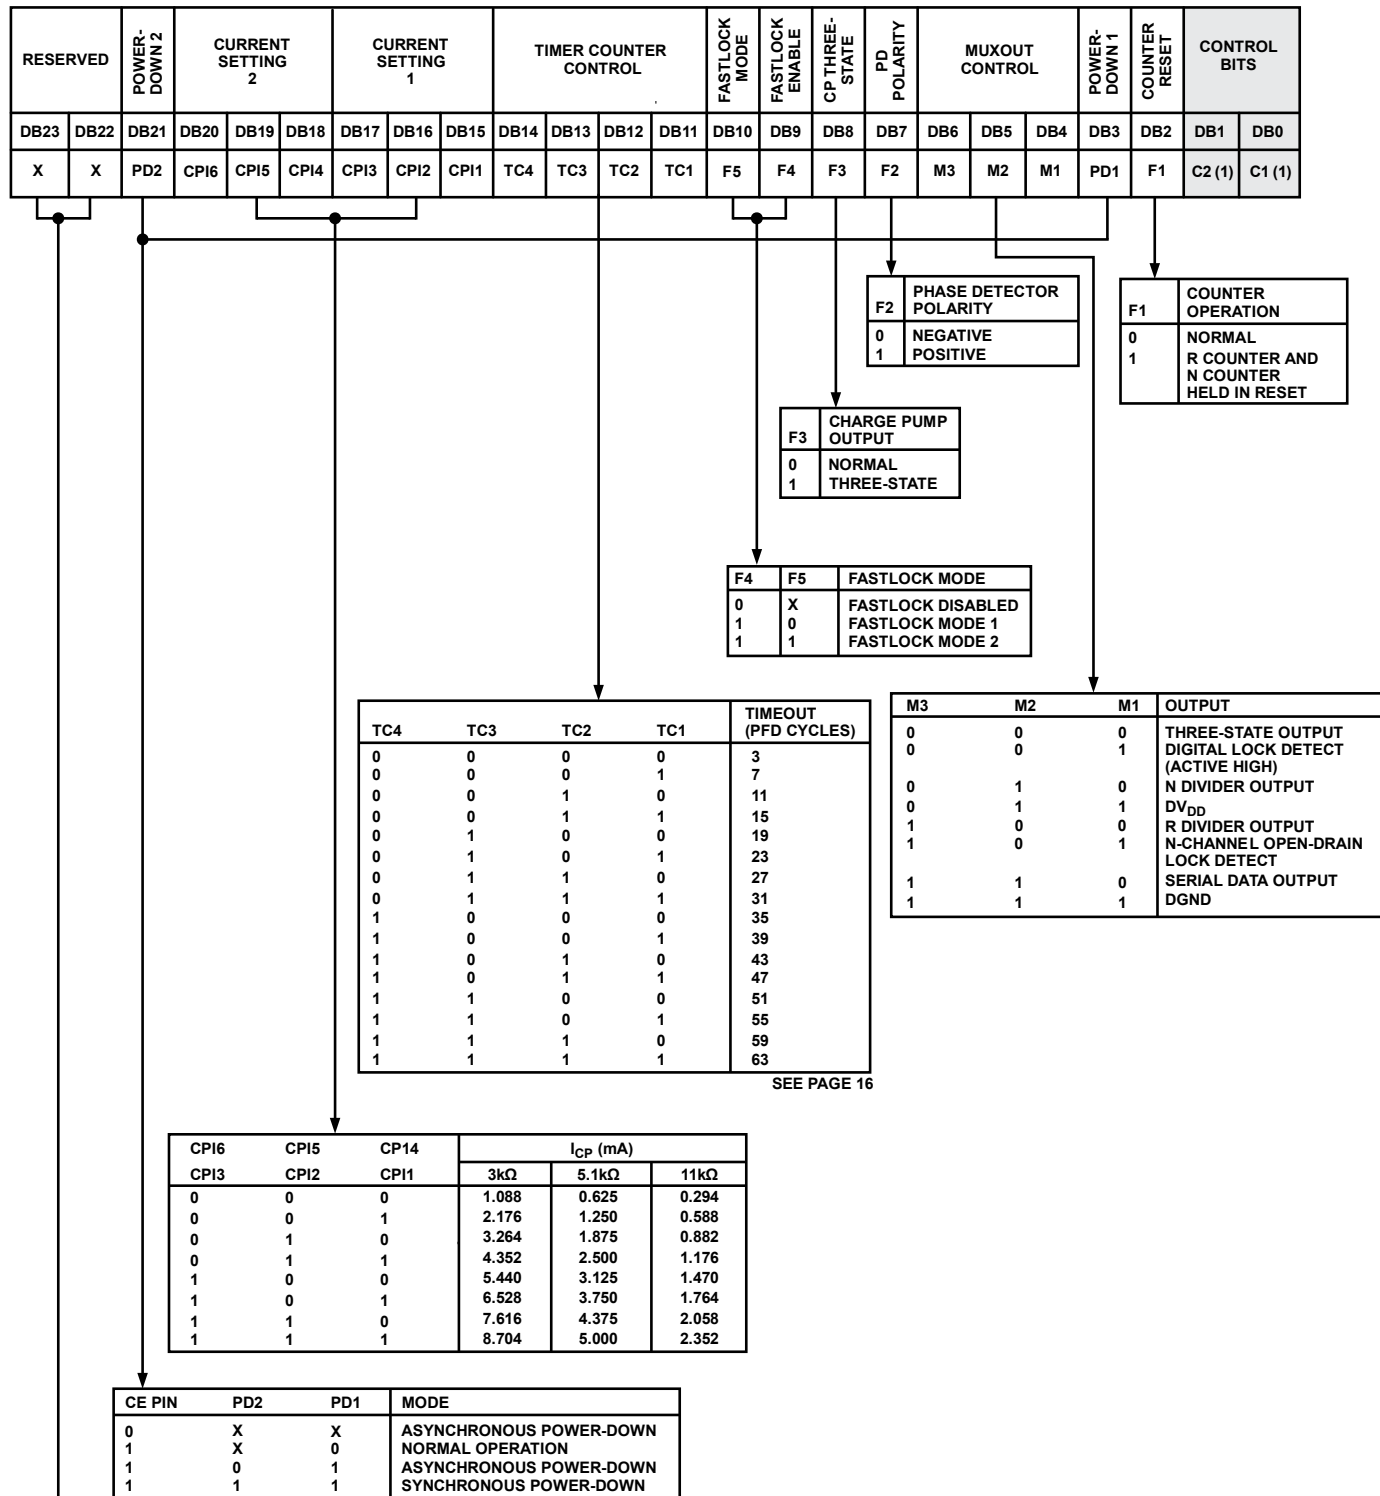 RESERVED
POWER-
DOWN 2
CURRENT
SETTING
2
CURRENT
SETTING
1
TIMER COUNTER
CONTROL
FASTLOCK
MODE
FASTLOCK
ENABLE
CP THREE-
STATE
PD
POLARITY
MUXOUT
CONTROL
POWER-
DOWN 1
COUNTER
RESET
CONTROL
BITS
DB23 DB22 DB21 DB20 DB19 DB18 DB17 DB16 DB15 DB14 DB13 DB12 DB11 DB10 DB9 DB8 DB7 DB6 DB5 DB4 DB3 DB2 DB1 DB0
X X PD2 CPI6 CPI5 CPI4 CPI3 CPI2 CPI1 TC4 TC3 TC2 TC1 F5 F4 F3 F2 M3 M2 M1 PD1 F1 C2 (1) C1 (1)
F2 PHASE DETECTOR
POLARITY
0 NEGATIVE
1 POSITIVE
F1 COUNTER
OPERATION
0 NORMAL
1 R COUNTER AND
N COUNTER
HELD IN RESET
F3 CHARGE PUMP
OUTPUT
0 NORMAL
1 THREE-STATE
F4 F5 FASTLOCK MODE
0 X FASTLOCK DISABLED
1 0 FASTLOCK MODE 1
1 1 FASTLOCK MODE 2
TC4 TC3 TC2 TC1 TIMEOUT
(PFD CYCLES)
0 0 0 0 3
0 0 0 1 7
0 0 1 0 11
0 0 1 1 15
0 1 0 0 19
0 1 0 1 23
0 1 1 0 27
0 1 1 1 31
1 0 0 0 35
1 0 0 1 39
1 0 1 0 43
1 0 1 1 47
1 1 0 0 51
1 1 0 1 55
1 1 1 0 59
1 1 1 1 63
SEE PAGE 16
M3 M2 M1 OUTPUT
0 0 0 THREE-STATE OUTPUT
0 0 1 DIGITAL LOCK DETECT
(ACTIVE HIGH)
0 1 0 N DIVIDER OUTPUT
0 1 1 DVDD
1 0 0 R DIVIDER OUTPUT
1 0 1 N-CHANNEL OPEN-DRAIN
LOCK DETECT
1 1 0 SERIAL DATA OUTPUT
1 1 1 DGND
CPI6 CPI5 CP14 ICP (mA)
CPI3 CPI2 CPI1 3kΩ 5.1kΩ 11kΩ
0 0 0 1.088 0.625 0.294
0 0 1 2.176 1.250 0.588
0 1 0 3.264 1.875 0.882
0 1 1 4.352 2.500 1.176
1 0 0 5.440 3.125 1.470
1 0 1 6.528 3.750 1.764
1 1 0 7.616 4.375 2.058
1 1 1 8.704 5.000 2.352
CE PIN PD2 PD1 MODE
0 X X ASYNCHRONOUS POWER-DOWN
1 X 0 NORMAL OPERATION
1 0 1 ASYNCHRONOUS POWER-DOWN
1 1 1 SYNCHRONOUS POWER-DOWN